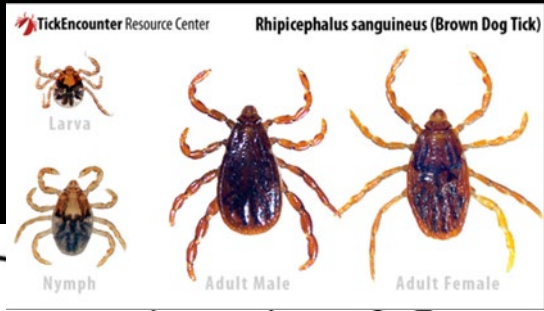 TickEncounter Resource Center
Rhipicephalus sanguineus (Brown Dog Tick)
Larva
Nymph
Adult Male
Adult Female